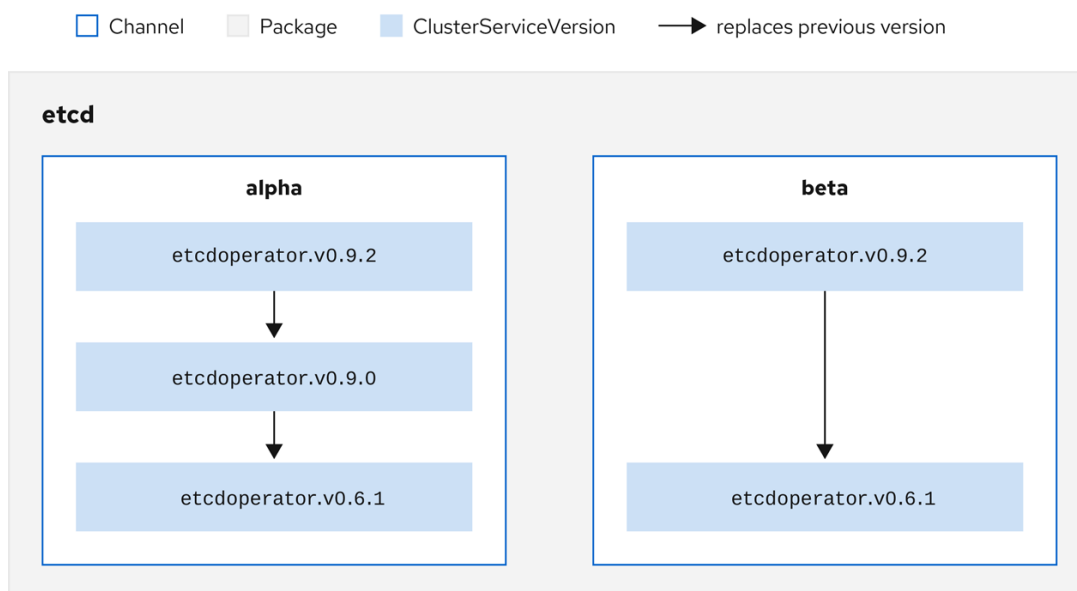 Channel Package ClusterServiceVersion replaces previous version
etcd
alpha
etcdoperator.v0.9.2
etcdoperator.v0.9.0
etcdoperator.v0.6.1
beta
etcdoperator.v0.9.2
etcdoperator.v0.6.1